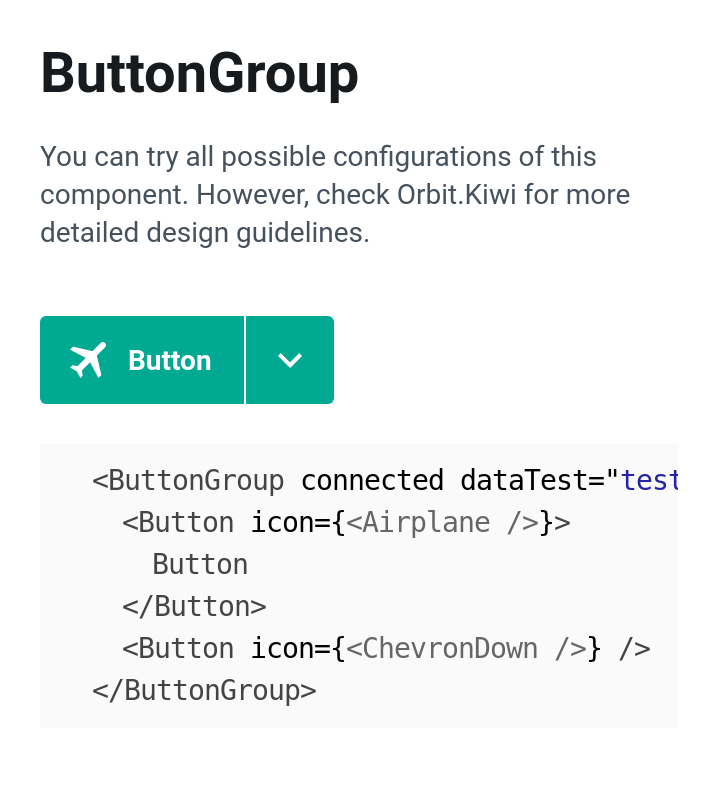 ButtonGroup
You can try all possible configurations of this
component. However, check Orbit.Kiwi for more
detailed design guidelines.
Button
<ButtonGroup connected dataTest="test
<Button icon={<Airplane />}>
Button
</Button>
<Button icon={<ChevronDown />} />
</ButtonGroup>